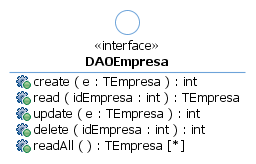 «interface»
DAOEmpresa
create ( e : TEmpresa ) : int
read ( idEmpresa : int ) : TEmpresa
update ( e : TEmpresa ) : int
delete ( idEmpresa : int ) : int
readAll ( ) : TEmpresa [*]